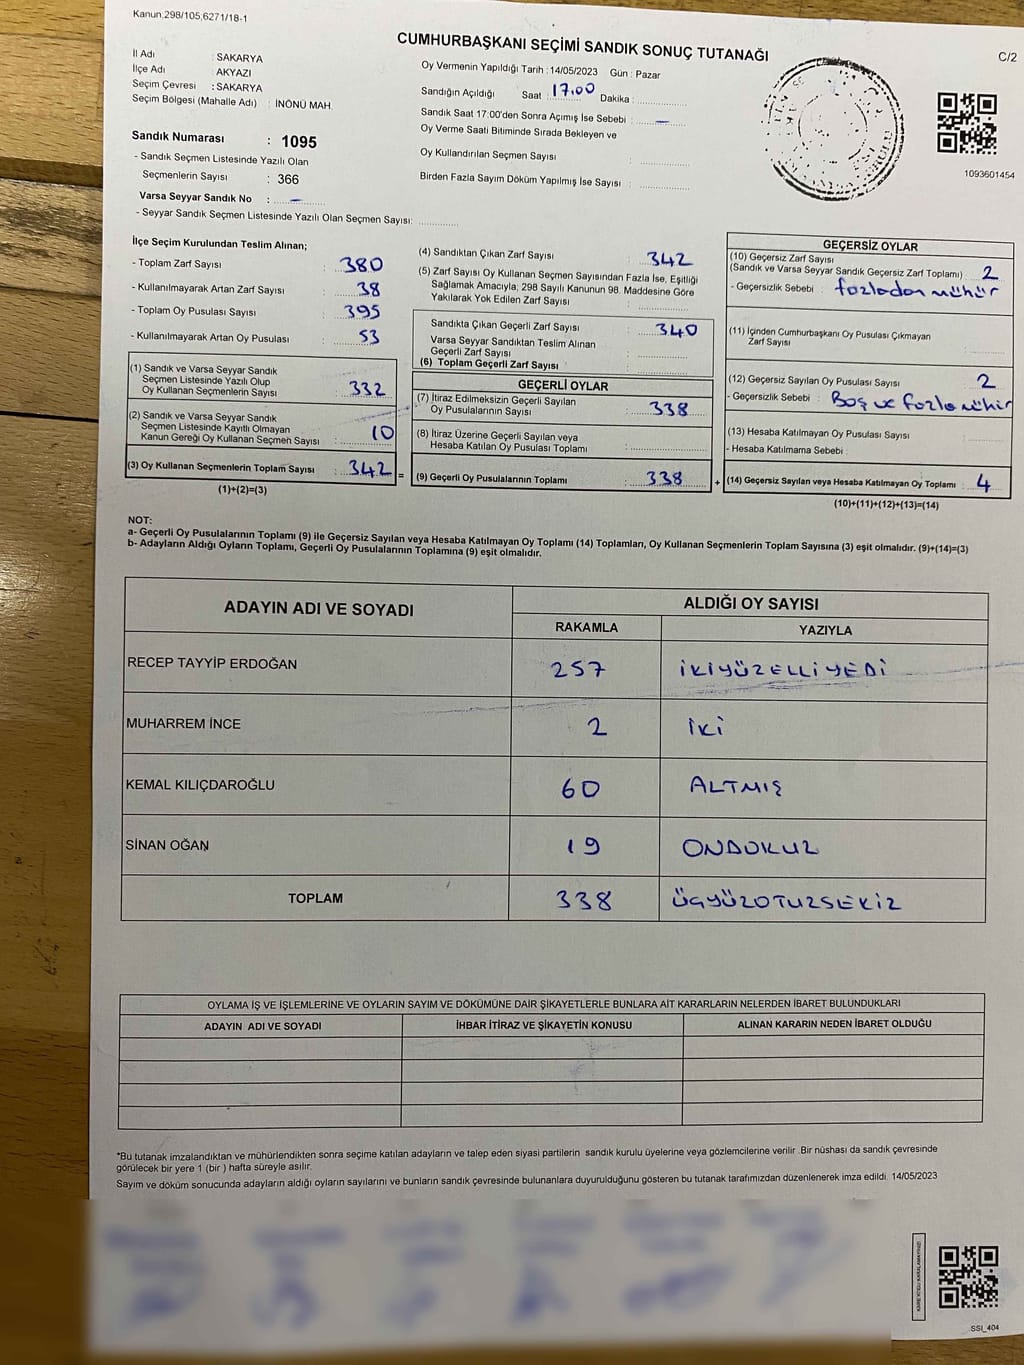 Kanun;298/105,6271/18-1
CUMHURBAŞKANI SEÇİMİ SANDIK SONUÇ TUTANAĞI
C/2
İl Adı : SAKARYA
İlçe Adı : AKYAZI
Seçim Çevresi : SAKARYA
Seçim Bölgesi (Mahalle Adı) : İNÖNÜ MAH.
Sandık Numarası : 1095
- Sandık Seçmen Listesinde Yazılı Olan
Seçmenlerin Sayısı : 366
Varsa Seyyar Sandık No : –
- Seyyar Sandık Seçmen Listesinde Yazılı Olan Seçmen Sayısı:
Oy Vermenin Yapıldığı Tarih : 14/05/2023 Gün : Pazar
Sandığın Açıldığı Saat 17.00 Dakika :
Sandık Saat 17:00'den Sonra Açımış İse Sebebi : –
Oy Verme Saati Bitiminde Sırada Bekleyen ve
Oy Kullandırılan Seçmen Sayısı :
Birden Fazla Sayım Döküm Yapılmış İse Sayısı :
1093601454
İlçe Seçim Kurulundan Teslim Alınan;
- Toplam Zarf Sayısı : 380
- Kullanılmayarak Artan Zarf Sayısı : 38
- Toplam Oy Pusulası Sayısı : 395
- Kullanılmayarak Artan Oy Pusulası : 53
(1) Sandık ve Varsa Seyyar Sandık
Seçmen Listesinde Yazılı Olup
Oy Kullanan Seçmenlerin Sayısı : 332
(2) Sandık ve Varsa Seyyar Sandık
Seçmen Listesinde Kayıtlı Olmayan
Kanun Gereği Oy Kullanan Seçmen Sayısı : 10
(3) Oy Kullanan Seçmenlerin Toplam Sayısı : 342 =
(1)+(2)=(3)
(4) Sandıktan Çıkan Zarf Sayısı : 342
(5) Zarf Sayısı Oy Kullanan Seçmen Sayısından Fazla İse, Eşitliği
Sağlamak Amacıyla, 298 Sayılı Kanunun 98. Maddesine Göre
Yakılarak Yok Edilen Zarf Sayısı :
Sandıkta Çıkan Geçerli Zarf Sayısı : 340
Varsa Seyyar Sandıktan Teslim Alınan
Geçerli Zarf Sayısı :
(6) Toplam Geçerli Zarf Sayısı :
GEÇERLİ OYLAR
(7) İtiraz Edilmeksizin Geçerli Sayılan
Oy Pusulalarının Sayısı : 338
(8) İtiraz Üzerine Geçerli Sayılan veya
Hesaba Katılan Oy Pusulası Toplamı :
(9) Geçerli Oy Pusulalarının Toplamı : 338 +
GEÇERSİZ OYLAR
(10) Geçersiz Zarf Sayısı
(Sandık ve Varsa Seyyar Sandık Geçersiz Zarf Toplamı) : 2
- Geçersizlik Sebebi : fazladan mühür
(11) İçinden Cumhurbaşkanı Oy Pusulası Çıkmayan
Zarf Sayısı :
(12) Geçersiz Sayılan Oy Pusulası Sayısı : 2
- Geçersizlik Sebebi : Boş ve fazla mühür
(13) Hesaba Katılmayan Oy Pusulası Sayısı :
- Hesaba Katılmama Sebebi :
(14) Geçersiz Sayılan veya Hesaba Katılmayan Oy Toplamı : 4
(10)+(11)+(12)+(13)=(14)
NOT:
a- Geçerli Oy Pusulalarının Toplamı (9) ile Geçersiz Sayılan veya Hesaba Katılmayan Oy Toplamı (14) Toplamları, Oy Kullanan Seçmenlerin Toplam Sayısına (3) eşit olmalıdır. (9)+(14)=(3)
b- Adayların Aldığı Oyların Toplamı, Geçerli Oy Pusulalarının Toplamına (9) eşit olmalıdır.
ADAYIN ADI VE SOYADI
ALDIĞI OY SAYISI
RAKAMLA YAZIYLA
RECEP TAYYİP ERDOĞAN 257 İKİYÜZELLİYEDİ
MUHARREM İNCE 2 İKİ
KEMAL KILIÇDAROĞLU 60 ALTMIŞ
SİNAN OĞAN 19 ONDOKUZ
TOPLAM 338 ÜÇYÜZOTUZSEKİZ
OYLAMA İŞ VE İŞLEMLERİNE VE OYLARIN SAYIM VE DÖKÜMÜNE DAİR ŞİKAYETLERLE BUNLARA AİT KARARLARIN NELERDEN İBARET BULUNDUKLARI
ADAYIN ADI VE SOYADI İHBAR İTİRAZ VE ŞİKAYETİN KONUSU ALINAN KARARIN NEDEN İBARET OLDUĞU
*Bu tutanak imzalandıktan ve mühürlendikten sonra seçime katılan adayların ve talep eden siyasi partilerin sandık kurulu üyelerine veya gözlemcilerine verilir .Bir nüshası da sandık çevresinde
görülecek bir yere 1 (bir ) hafta süreyle asılır.
Sayım ve döküm sonucunda adayların aldığı oyların sayılarını ve bunların sandık çevresinde bulunanlara duyurulduğunu gösteren bu tutanak tarafımızdan düzenlenerek imza edildi. 14/05/2023
KARE KODU KARALAMAYINIZ!
SSI_404